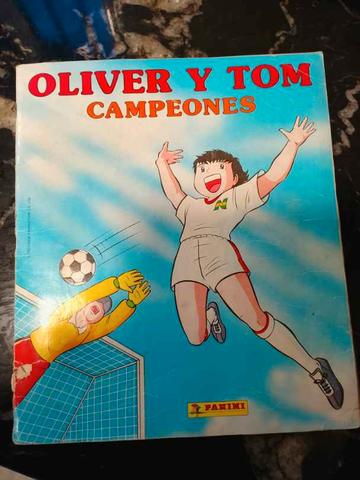 OLIVER Y TOM
CAMPEONES
N
PANINI